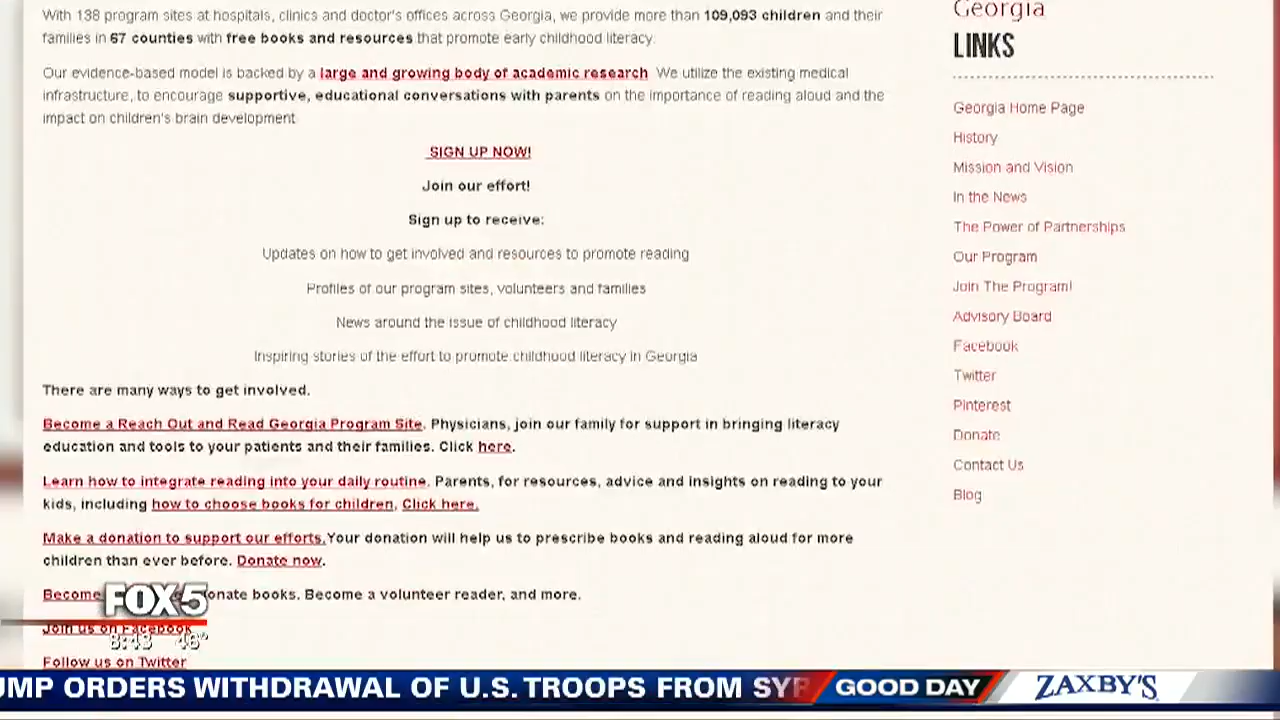 With 138 program sites at hospitals, clinics and doctor's offices across Georgia, we provide more than 109,093 children and their
families in 67 counties with free books and resources that promote early childhood literacy.
Our evidence-based model is backed by a large and growing body of academic research We utilize the existing medical
infrastructure, to encourage supportive, educational conversations with parents on the importance of reading aloud and the
impact on children's brain development
SIGN UP NOW!
Join our effort!
Sign up to receive:
Updates on how to get involved and resources to promote reading
Profiles of our program sites, volunteers and families
News around the issue of childhood literacy
Inspiring stories of the effort to promote childhood literacy in Georgia
There are many ways to get involved.
Become a Reach Out and Read Georgia Program Site. Physicians, join our family for support in bringing literacy
education and tools to your patients and their families. Click here.
Learn how to integrate reading into your daily routine. Parents, for resources, advice and insights on reading to your
kids, including how to choose books for children, Click here.
Make a donation to support our efforts.Your donation will help us to prescribe books and reading aloud for more
children than ever before. Donate now.
Become onate books. Become a volunteer reader, and more.
Join us on Facebook
Follow us on Twitter
Georgia
LINKS
Georgia Home Page
History
Mission and Vision
In the News
The Power of Partnerships
Our Program
Join The Program!
Advisory Board
Facebook
Twitter
Pinterest
Donate
Contact Us
Blog
FOX 5
8:43 46°
UMP ORDERS WITHDRAWAL OF U.S. TROOPS FROM SYR
GOOD DAY
ZAXBY'S